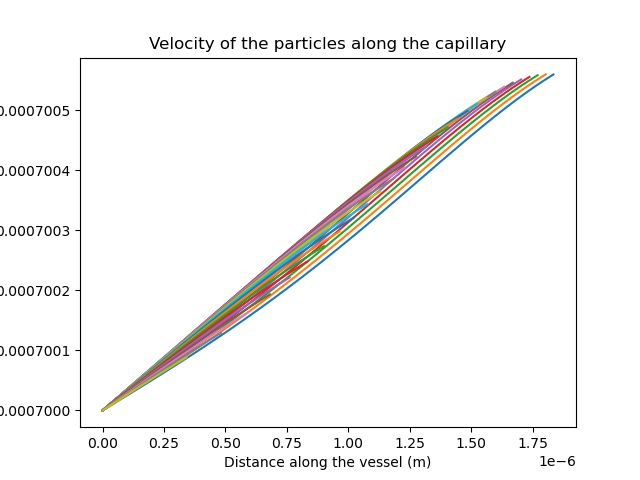 Velocity of the particles along the capillary
0.0007005
0.0007004
0.0007003
0.0007002
0.0007001
0.0007000
0.00 0.25 0.50 0.75 1.00 1.25 1.50 1.75
1e−6
Distance along the vessel (m)